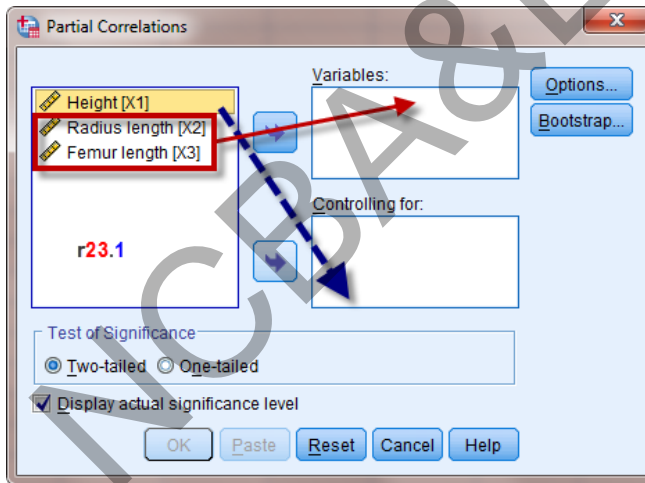 Partial Correlations
Height [X1]
Radius length [X2]
Femur length [X3]
r23.1
Variables:
Controlling for:
Options...
Bootstrap...
Test of Significance
Two-tailed One-tailed
Display actual significance level
OK Paste Reset Cancel Help
NCBA&E